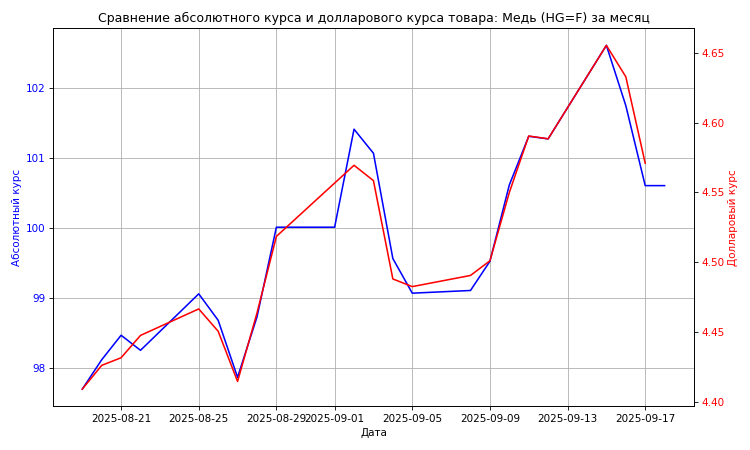 Сравнение абсолютного курса и долларового курса товара: Медь (HG=F) за месяц
Абсолютный курс
102
101
100
99
98
4.65
4.60
4.55
4.50
4.45
4.40
Долларовый курс
2025-08-21 2025-08-25 2025-08-29 2025-09-01 2025-09-05 2025-09-09 2025-09-13 2025-09-17
Дата